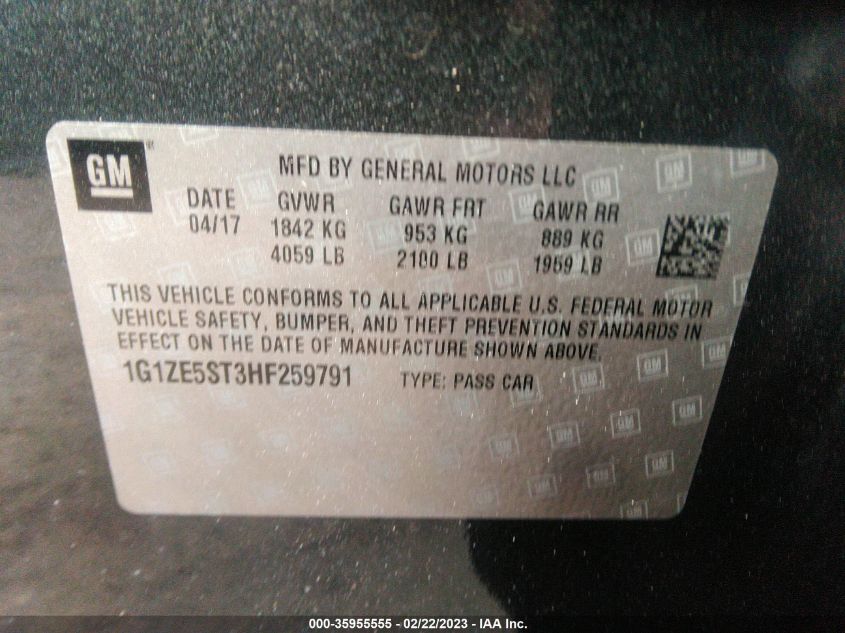 GM
MFD BY GENERAL MOTORS LLC
DATE GVWR GAWR FRT GAWR RR
04/17 1842 KG 953 KG 889 KG
4059 LB 2100 LB 1959 LB
THIS VEHICLE CONFORMS TO ALL APPLICABLE U.S. FEDERAL MOTOR
VEHICLE SAFETY, BUMPER, AND THEFT PREVENTION STANDARDS IN
EFFECT ON THE DATE OF MANUFACTURE SHOWN ABOVE.
1G1ZE5ST3HF259791 TYPE: PASS CAR
000-35955555 - 02/22/2023 - IAA Inc.